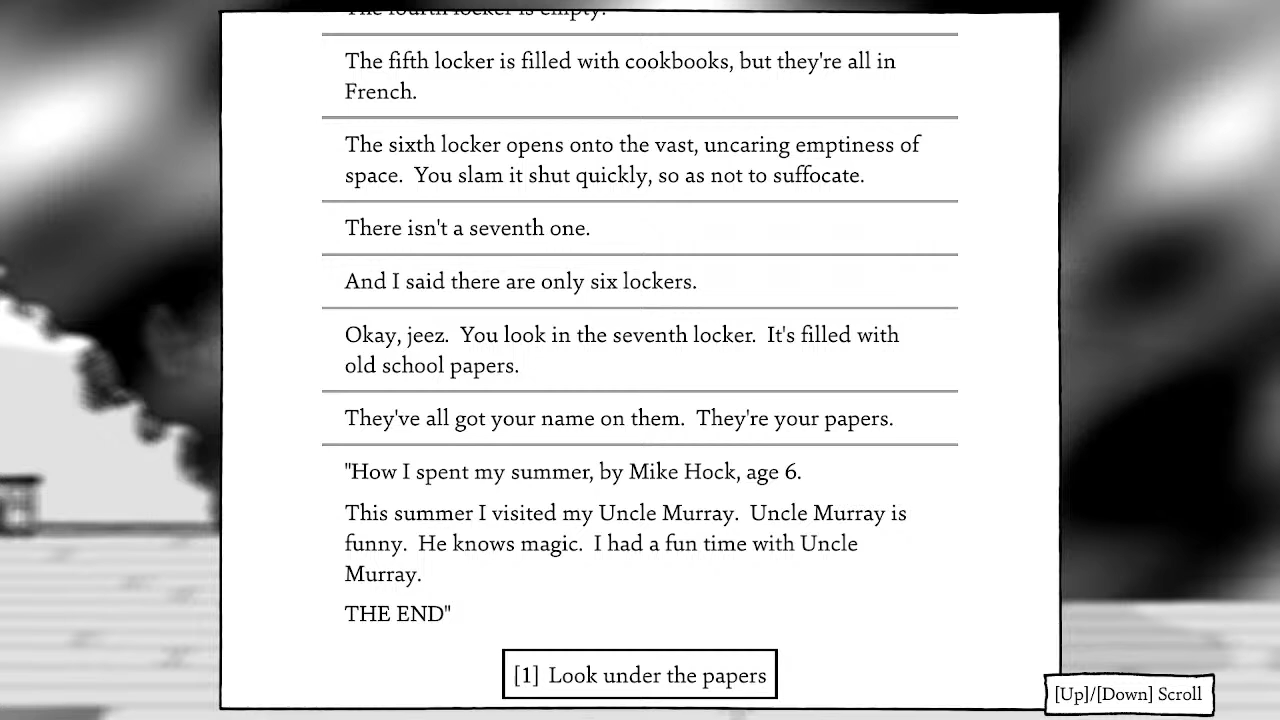 The fourth locker is empty.
The fifth locker is filled with cookbooks, but they're all in
French.
The sixth locker opens onto the vast, uncaring emptiness of
space.  You slam it shut quickly, so as not to suffocate.
There isn't a seventh one.
And I said there are only six lockers.
Okay, jeez.  You look in the seventh locker.  It's filled with
old school papers.
They've all got your name on them.  They're your papers.
"How I spent my summer, by Mike Hock, age 6.
This summer I visited my Uncle Murray.  Uncle Murray is
funny.  He knows magic.  I had a fun time with Uncle
Murray.
THE END"
[1] Look under the papers
[Up]/[Down] Scroll